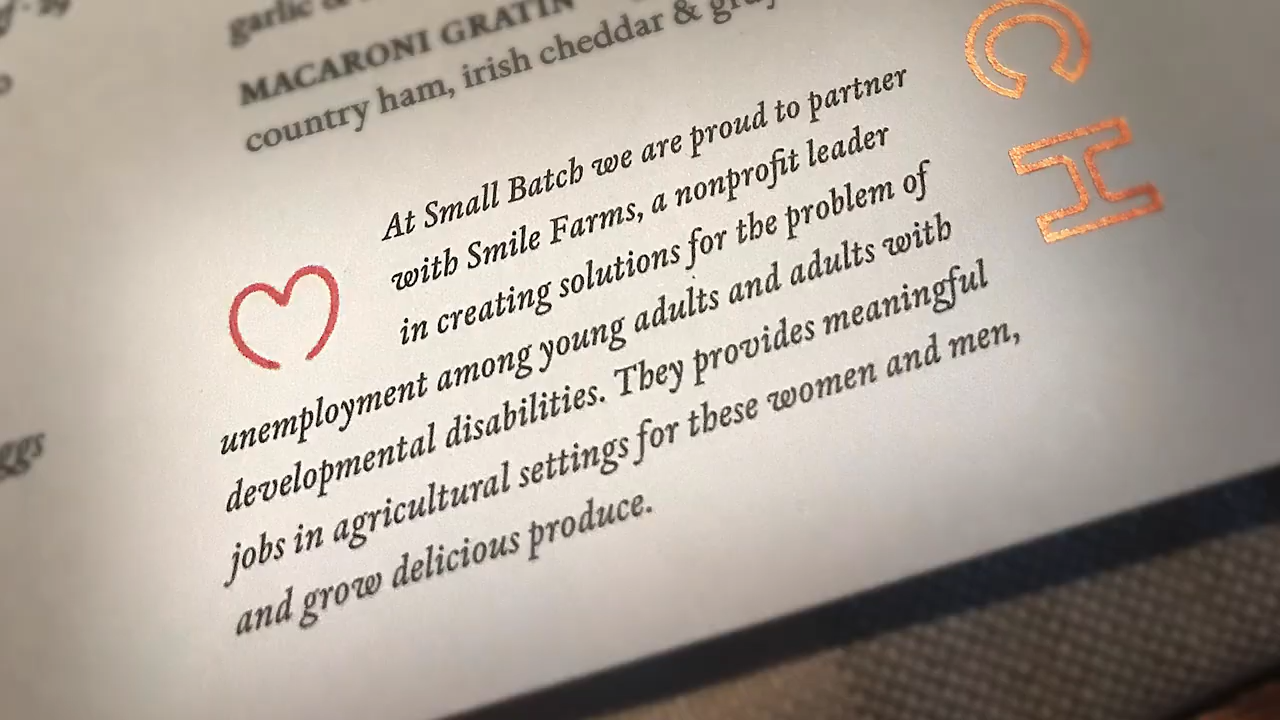 garlic &
MACARONI GRATIN
country ham, irish cheddar &
At Small Batch we are proud to partner
with Smile Farms, a nonprofit leader
in creating solutions for the problem of
unemployment among young adults and adults with
developmental disabilities. They provides meaningful
jobs in agricultural settings for these women and men,
and grow delicious produce.
C
H